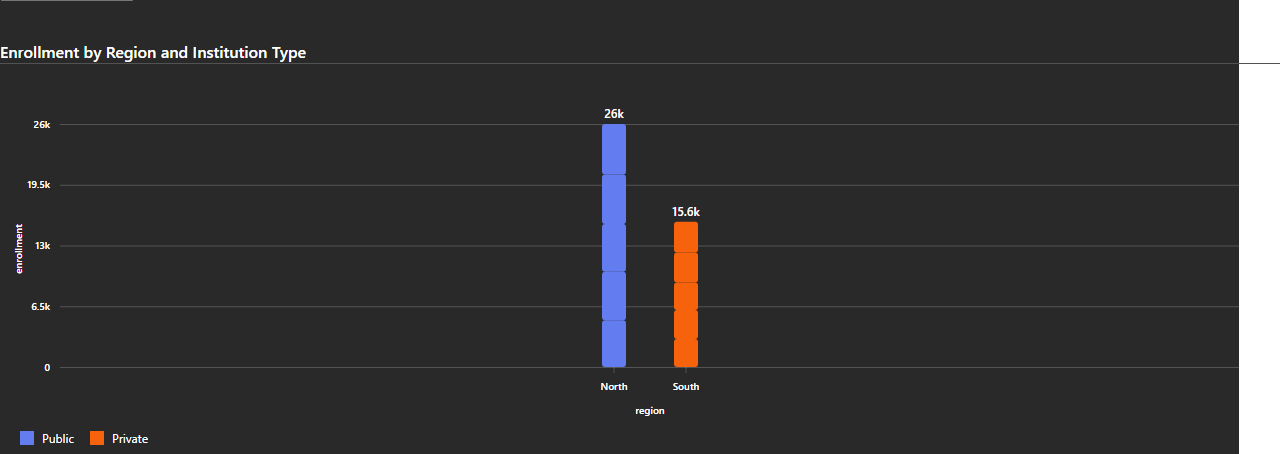 Enrollment by Region and Institution Type
26k
15.6k
26k
19.5k
13k
6.5k
0
enrollment
North
South
region
Public
Private